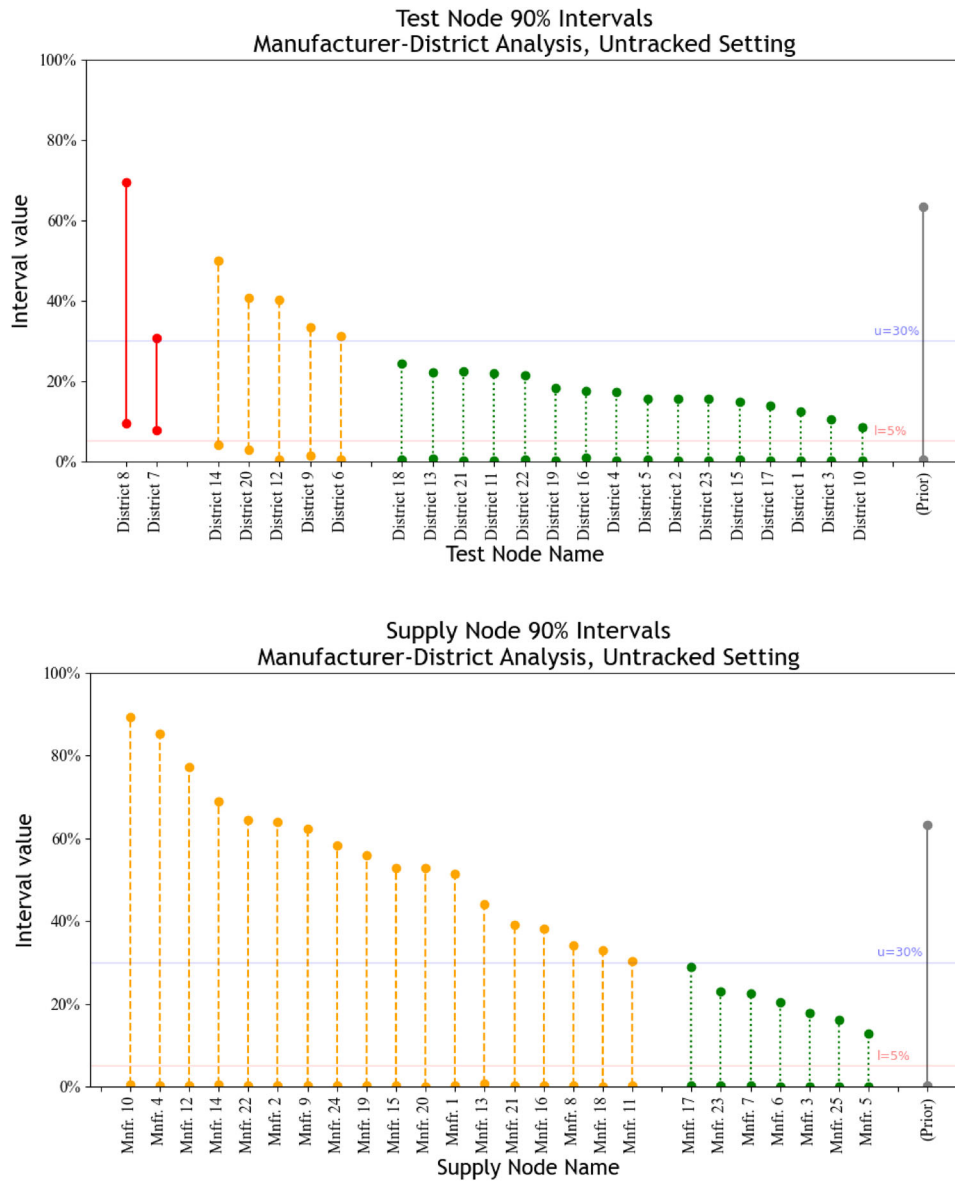 Test Node 90% Intervals
Manufacturer-District Analysis, Untracked Setting
100%
80%
60%
40%
20%
0%
Interval value
u=30%
l=5%
District 8
District 7
District 14
District 20
District 12
District 9
District 6
District 18
District 13
District 21
District 11
District 22
District 19
District 16
District 4
District 5
District 2
District 23
District 15
District 17
District 1
District 3
District 10
(Prior)
Test Node Name
Supply Node 90% Intervals
Manufacturer-District Analysis, Untracked Setting
100%
80%
60%
40%
20%
0%
Interval value
u=30%
l=5%
Mnfr. 10
Mnfr. 4
Mnfr. 12
Mnfr. 14
Mnfr. 22
Mnfr. 2
Mnfr. 9
Mnfr. 24
Mnfr. 19
Mnfr. 15
Mnfr. 20
Mnfr. 1
Mnfr. 13
Mnfr. 21
Mnfr. 16
Mnfr. 8
Mnfr. 18
Mnfr. 11
Mnfr. 17
Mnfr. 23
Mnfr. 7
Mnfr. 6
Mnfr. 3
Mnfr. 25
Mnfr. 5
(Prior)
Supply Node Name